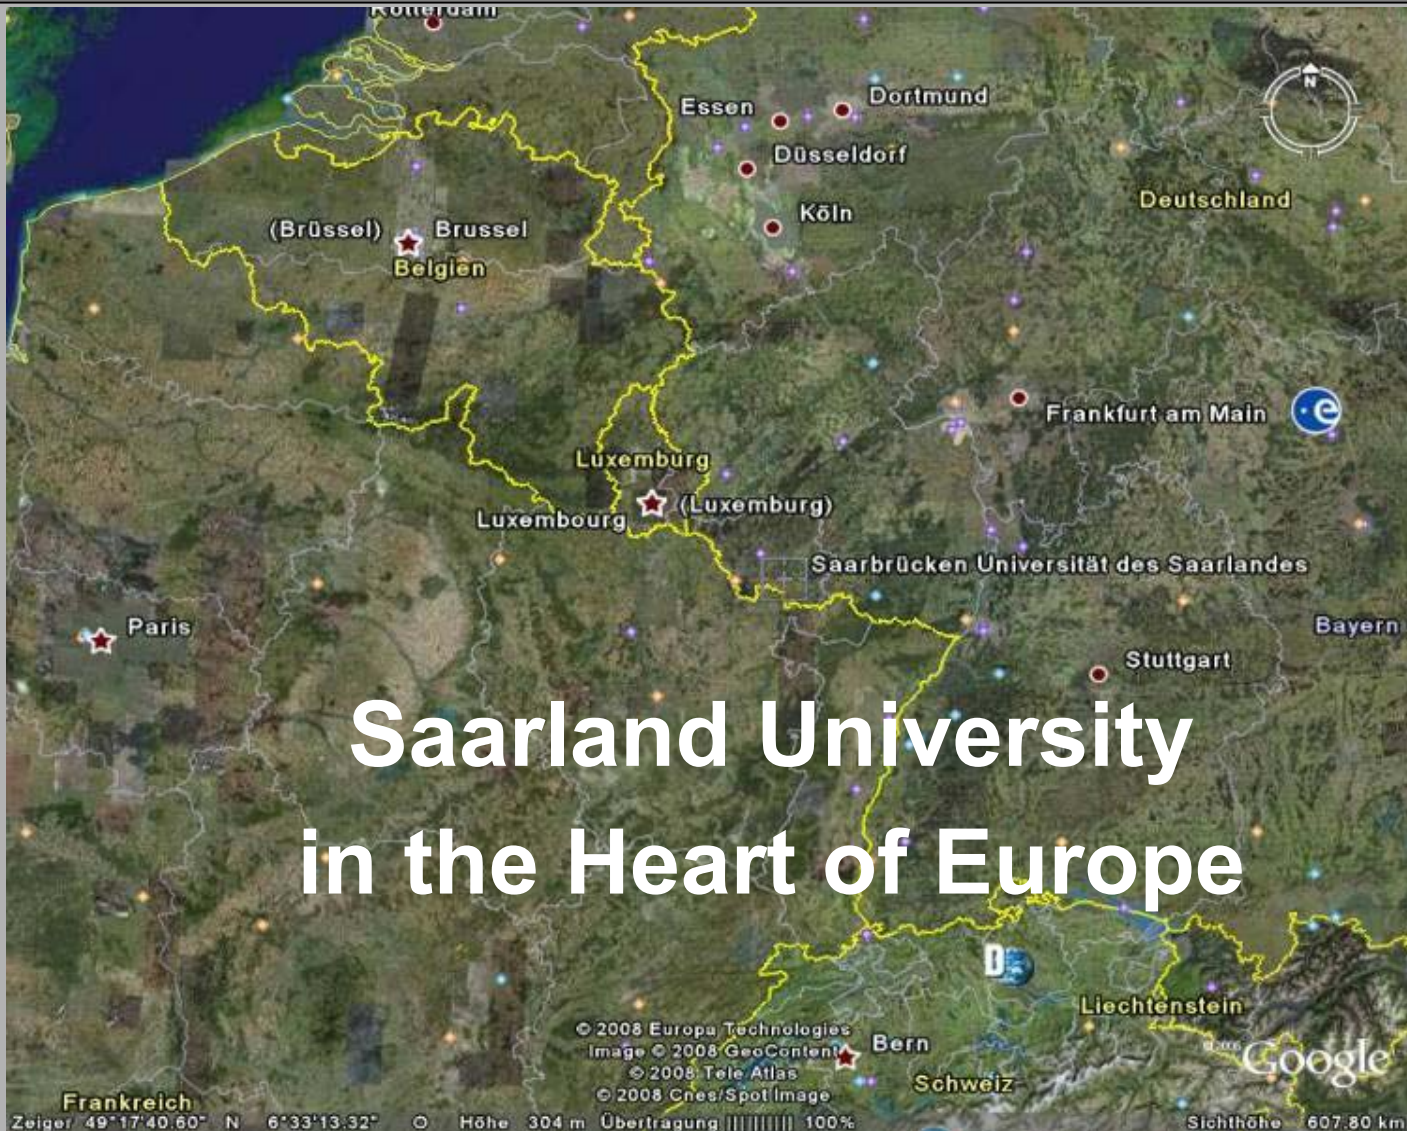 Rotterdam
Essen
Dortmund
Düsseldorf
N
Deutschland
Köln
(Brüssel) Brussel
Belgien
e
Frankfurt am Main
Luxemburg
(Luxemburg)
Luxembourg
Saarbrücken Universität des Saarlandes
Paris
Bayern
Stuttgart
Saarland University
in the Heart of Europe
D
Liechtenstein
© 2008 Europa Technologies
Image © 2008 GeoContent
© 2008 Tele Atlas
© 2008 Cnes/Spot Image
Bern
Schweiz
Google
Frankreich
Zeiger 49°17'40.60" N 6°33'13.32" O Höhe 304 m Übertragung |||||||||| 100% Sichthöhe 607.80 km